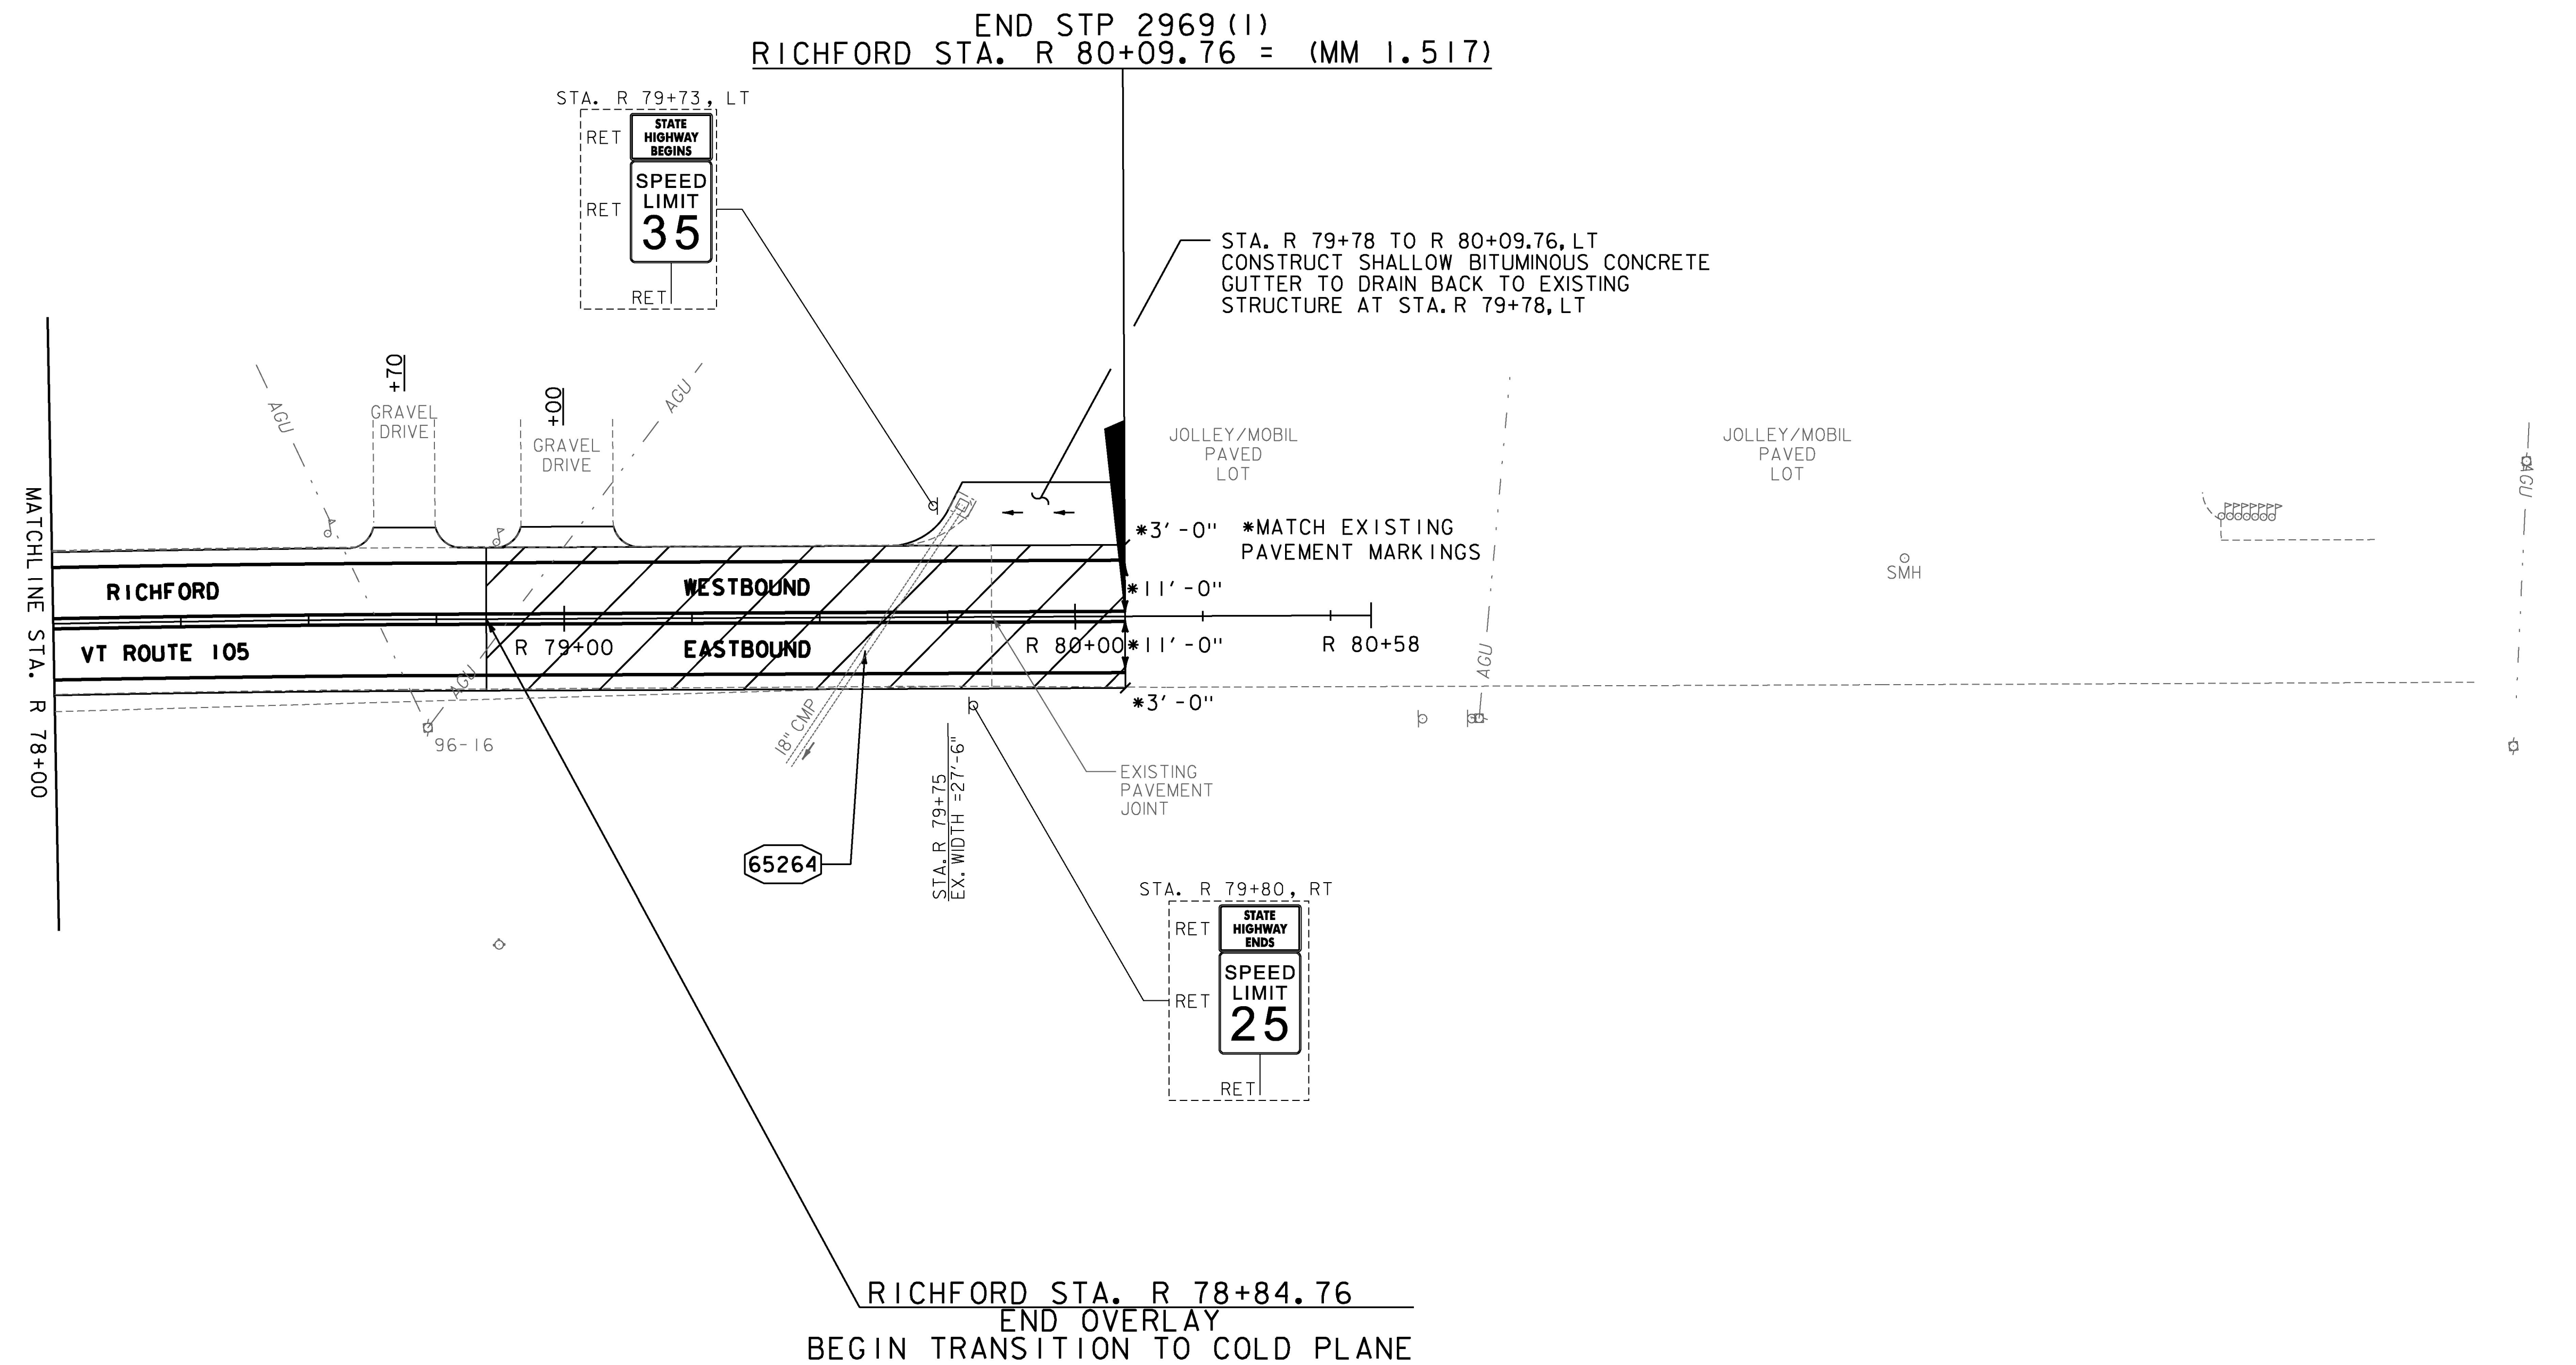 END STP 2969(1)
RICHFORD STA. R 80+09.76 = (MM 1.517)
STA. R 79+73, LT
RET
STATE
HIGHWAY
BEGINS
RET
SPEED
LIMIT
35
RET
STA. R 79+78 TO R 80+09.76, LT
CONSTRUCT SHALLOW BITUMINOUS CONCRETE
GUTTER TO DRAIN BACK TO EXISTING
STRUCTURE AT STA. R 79+78, LT
AGU
+70
GRAVEL
DRIVE
+00
GRAVEL
DRIVE
AGU
JOLLEY/MOBIL
PAVED
LOT
JOLLEY/MOBIL
PAVED
LOT
AGU
MATCHLINE STA. R 78+00
*3'-0"
*MATCH EXISTING
PAVEMENT MARKINGS
SMH
RICHFORD
WESTBOUND
*11'-0"
VT ROUTE 105
R 79+00
EASTBOUND
R 80+00
*11'-0"
R 80+58
AGU
AGU
*3'-0"
96-16
18" CMP
STA. R 79+75
EX. WIDTH =27'-6"
EXISTING
PAVEMENT
JOINT
65264
STA. R 79+80, RT
RET
STATE
HIGHWAY
ENDS
RET
SPEED
LIMIT
25
RET
RICHFORD STA. R 78+84.76
END OVERLAY
BEGIN TRANSITION TO COLD PLANE